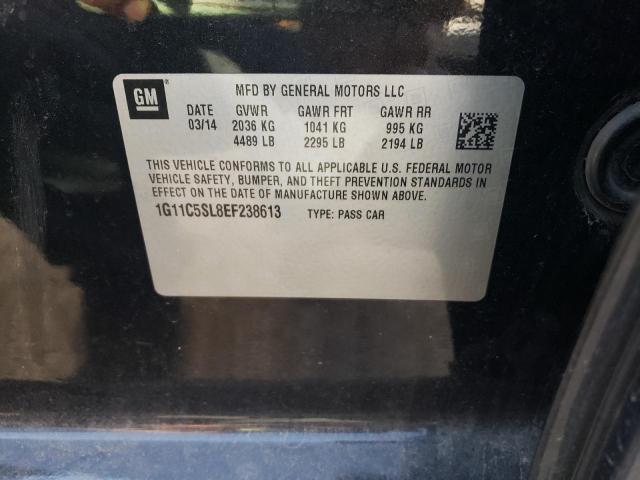 GM
MFD BY GENERAL MOTORS LLC
DATE GVWR GAWR FRT GAWR RR
03/14 2036 KG 1041 KG 995 KG
4489 LB 2295 LB 2194 LB
THIS VEHICLE CONFORMS TO ALL APPLICABLE U.S. FEDERAL MOTOR
VEHICLE SAFETY, BUMPER, AND THEFT PREVENTION STANDARDS IN
EFFECT ON THE DATE OF MANUFACTURE SHOWN ABOVE.
1G11C5SL8EF238613 TYPE: PASS CAR